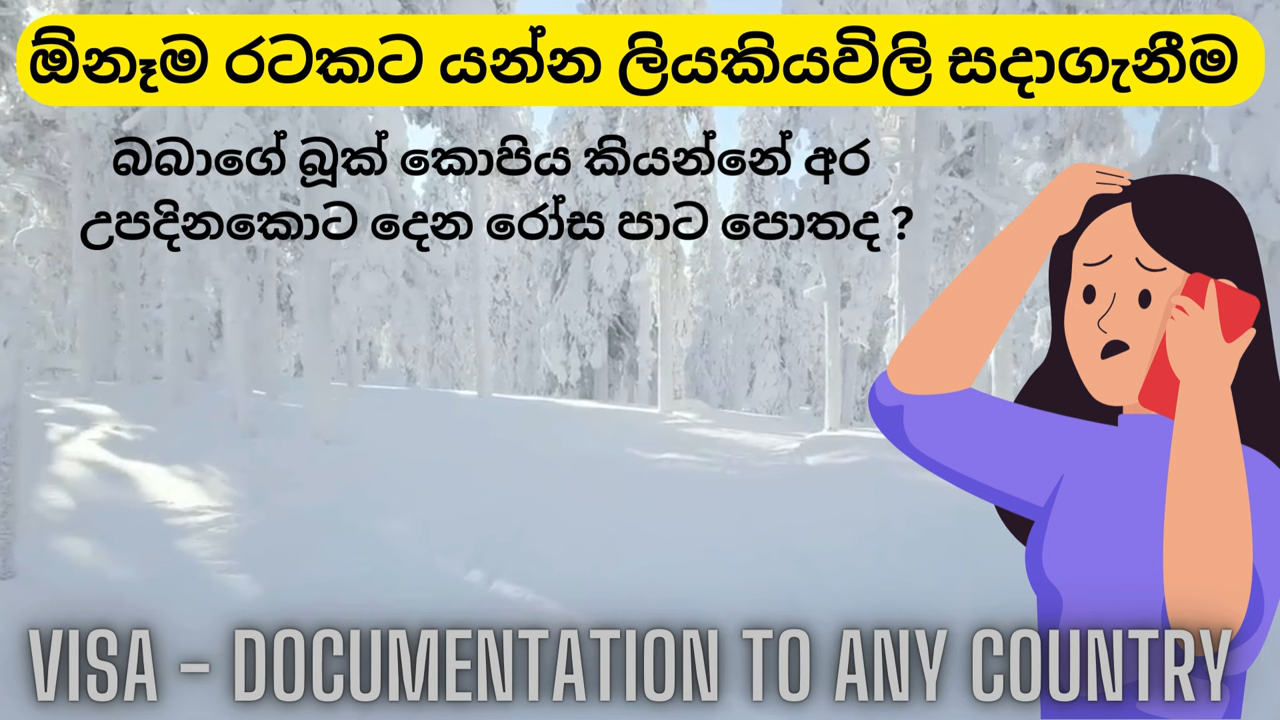 ඕනෑම රටකට යන්න ලියකියවිලි සදාගැනීම
බබාගේ බූක් කොපිය කියන්නේ අර
උපදිනකොට දෙන රෝස පාට පොතද ?
VISA - DOCUMENTATION TO ANY COUNTRY